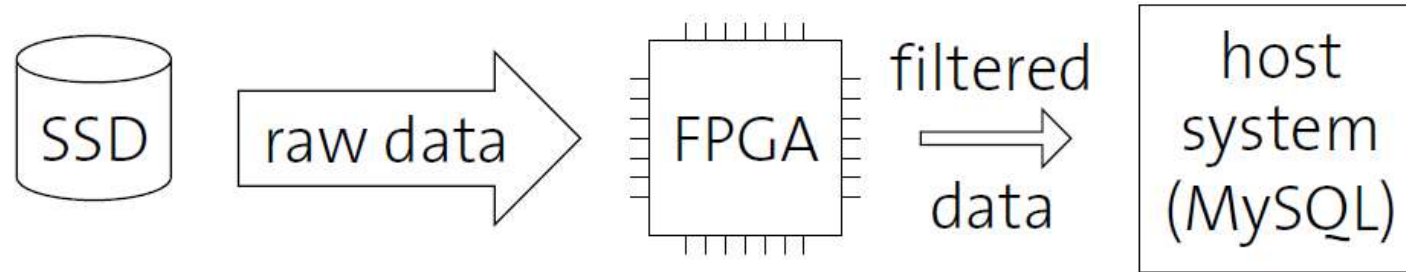 SSD
raw data
FPGA
filtered
data
host
system
(MySQL)